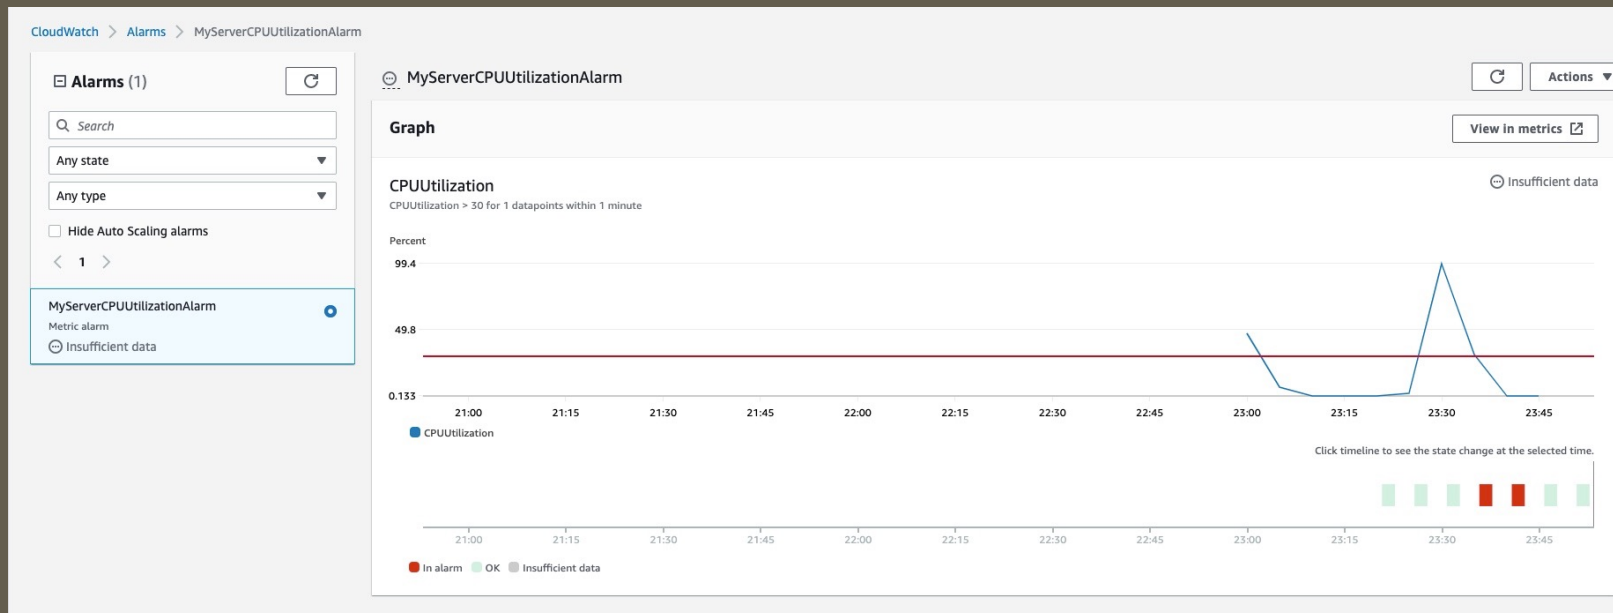 CloudWatch > Alarms > MyServerCPUUtilizationAlarm
Alarms (1)
Search
Any state
Any type
Hide Auto Scaling alarms
1
MyServerCPUUtilizationAlarm
Metric alarm
Insufficient data
MyServerCPUUtilizationAlarm
Actions
Graph
View in metrics
CPUUtilization
Insufficient data
CPUUtilization > 30 for 1 datapoints within 1 minute
Percent
99.4
49.8
0.133
21:00 21:15 21:30 21:45 22:00 22:15 22:30 22:45 23:00 23:15 23:30 23:45
CPUUtilization
Click timeline to see the state change at the selected time.
21:00 21:15 21:30 21:45 22:00 22:15 22:30 22:45 23:00 23:15 23:30 23:45
In alarm OK Insufficient data